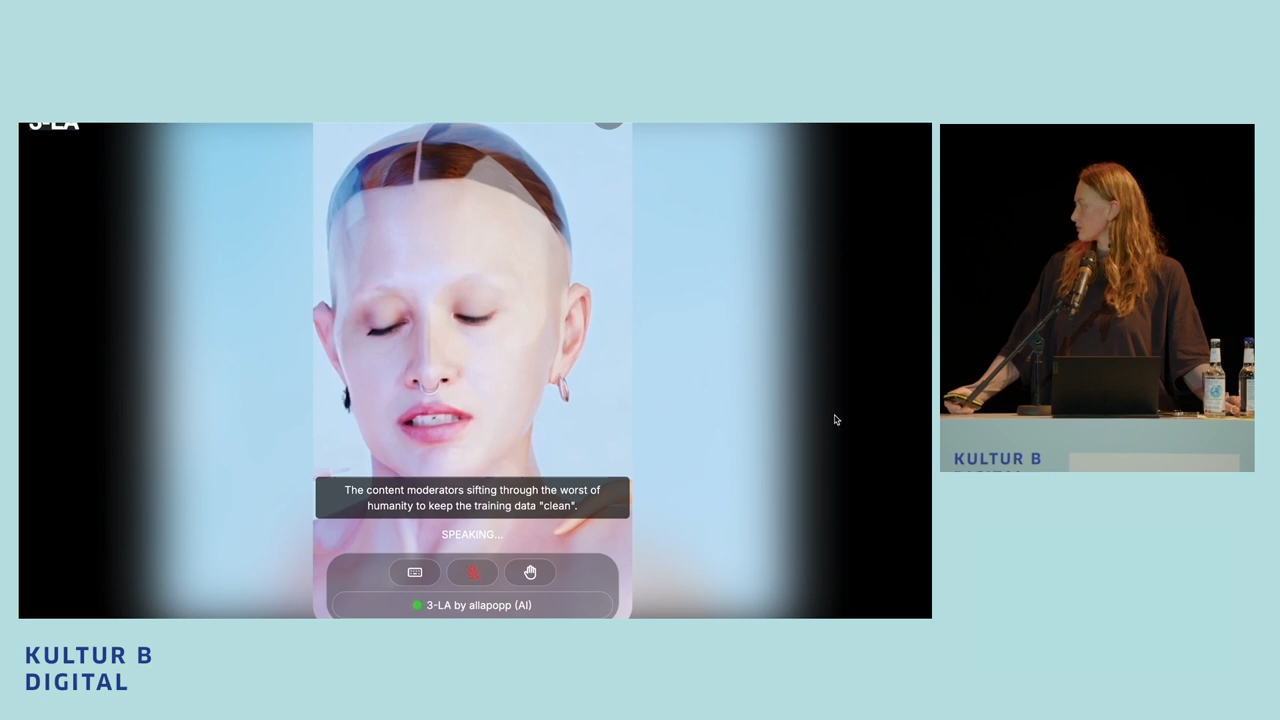 3-LA
The content moderators sifting through the worst of
humanity to keep the training data "clean".
SPEAKING...
3-LA by allapopp (AI)
KULTUR B
KULTUR B
DIGITAL